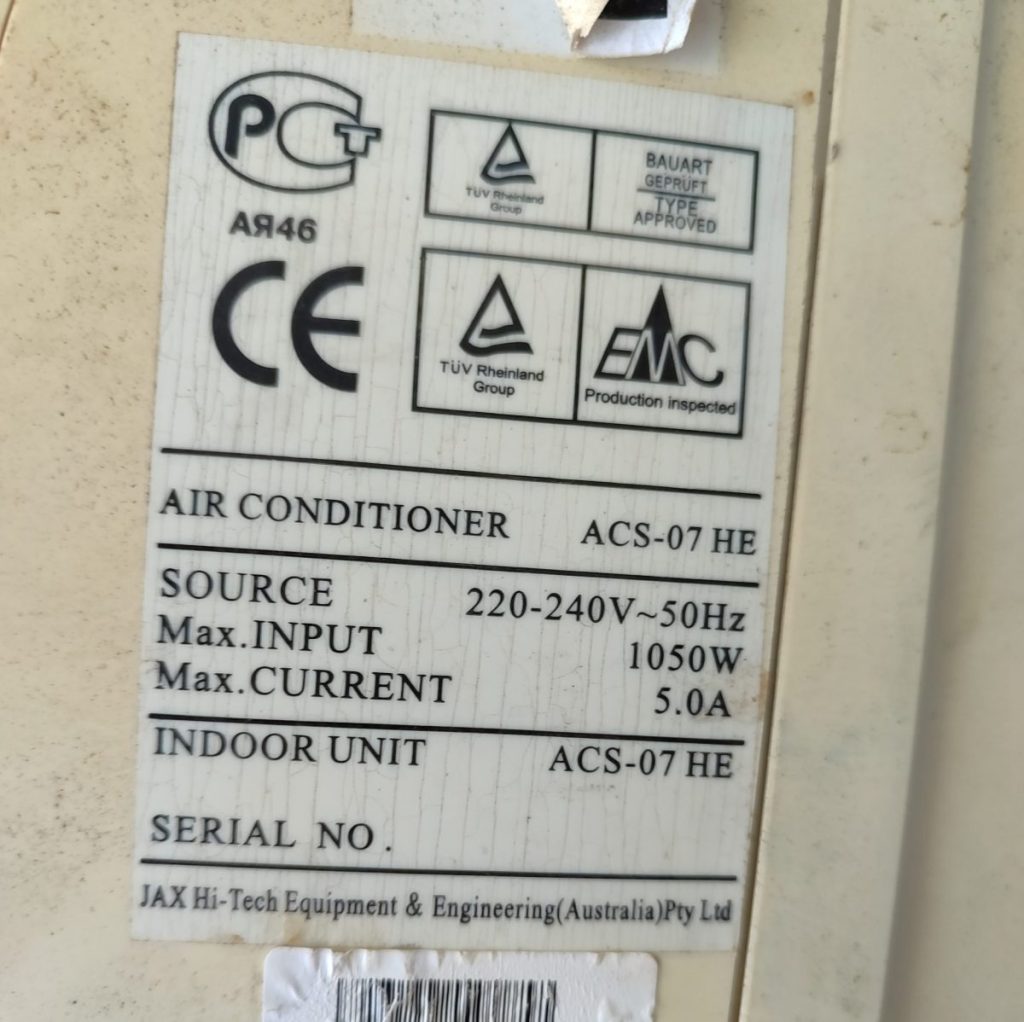 PCT
АЯ46
CE
TÜV Rheinland
Group
BAUART
GEPRÜFT
TYPE
APPROVED
TÜV Rheinland
Group
EMC
Production inspected
AIR CONDITIONER ACS-07 HE
SOURCE 220-240V~50Hz
Max.INPUT 1050W
Max.CURRENT 5.0A
INDOOR UNIT ACS-07 HE
SERIAL NO.
JAX Hi-Tech Equipment & Engineering(Australia)Pty Ltd